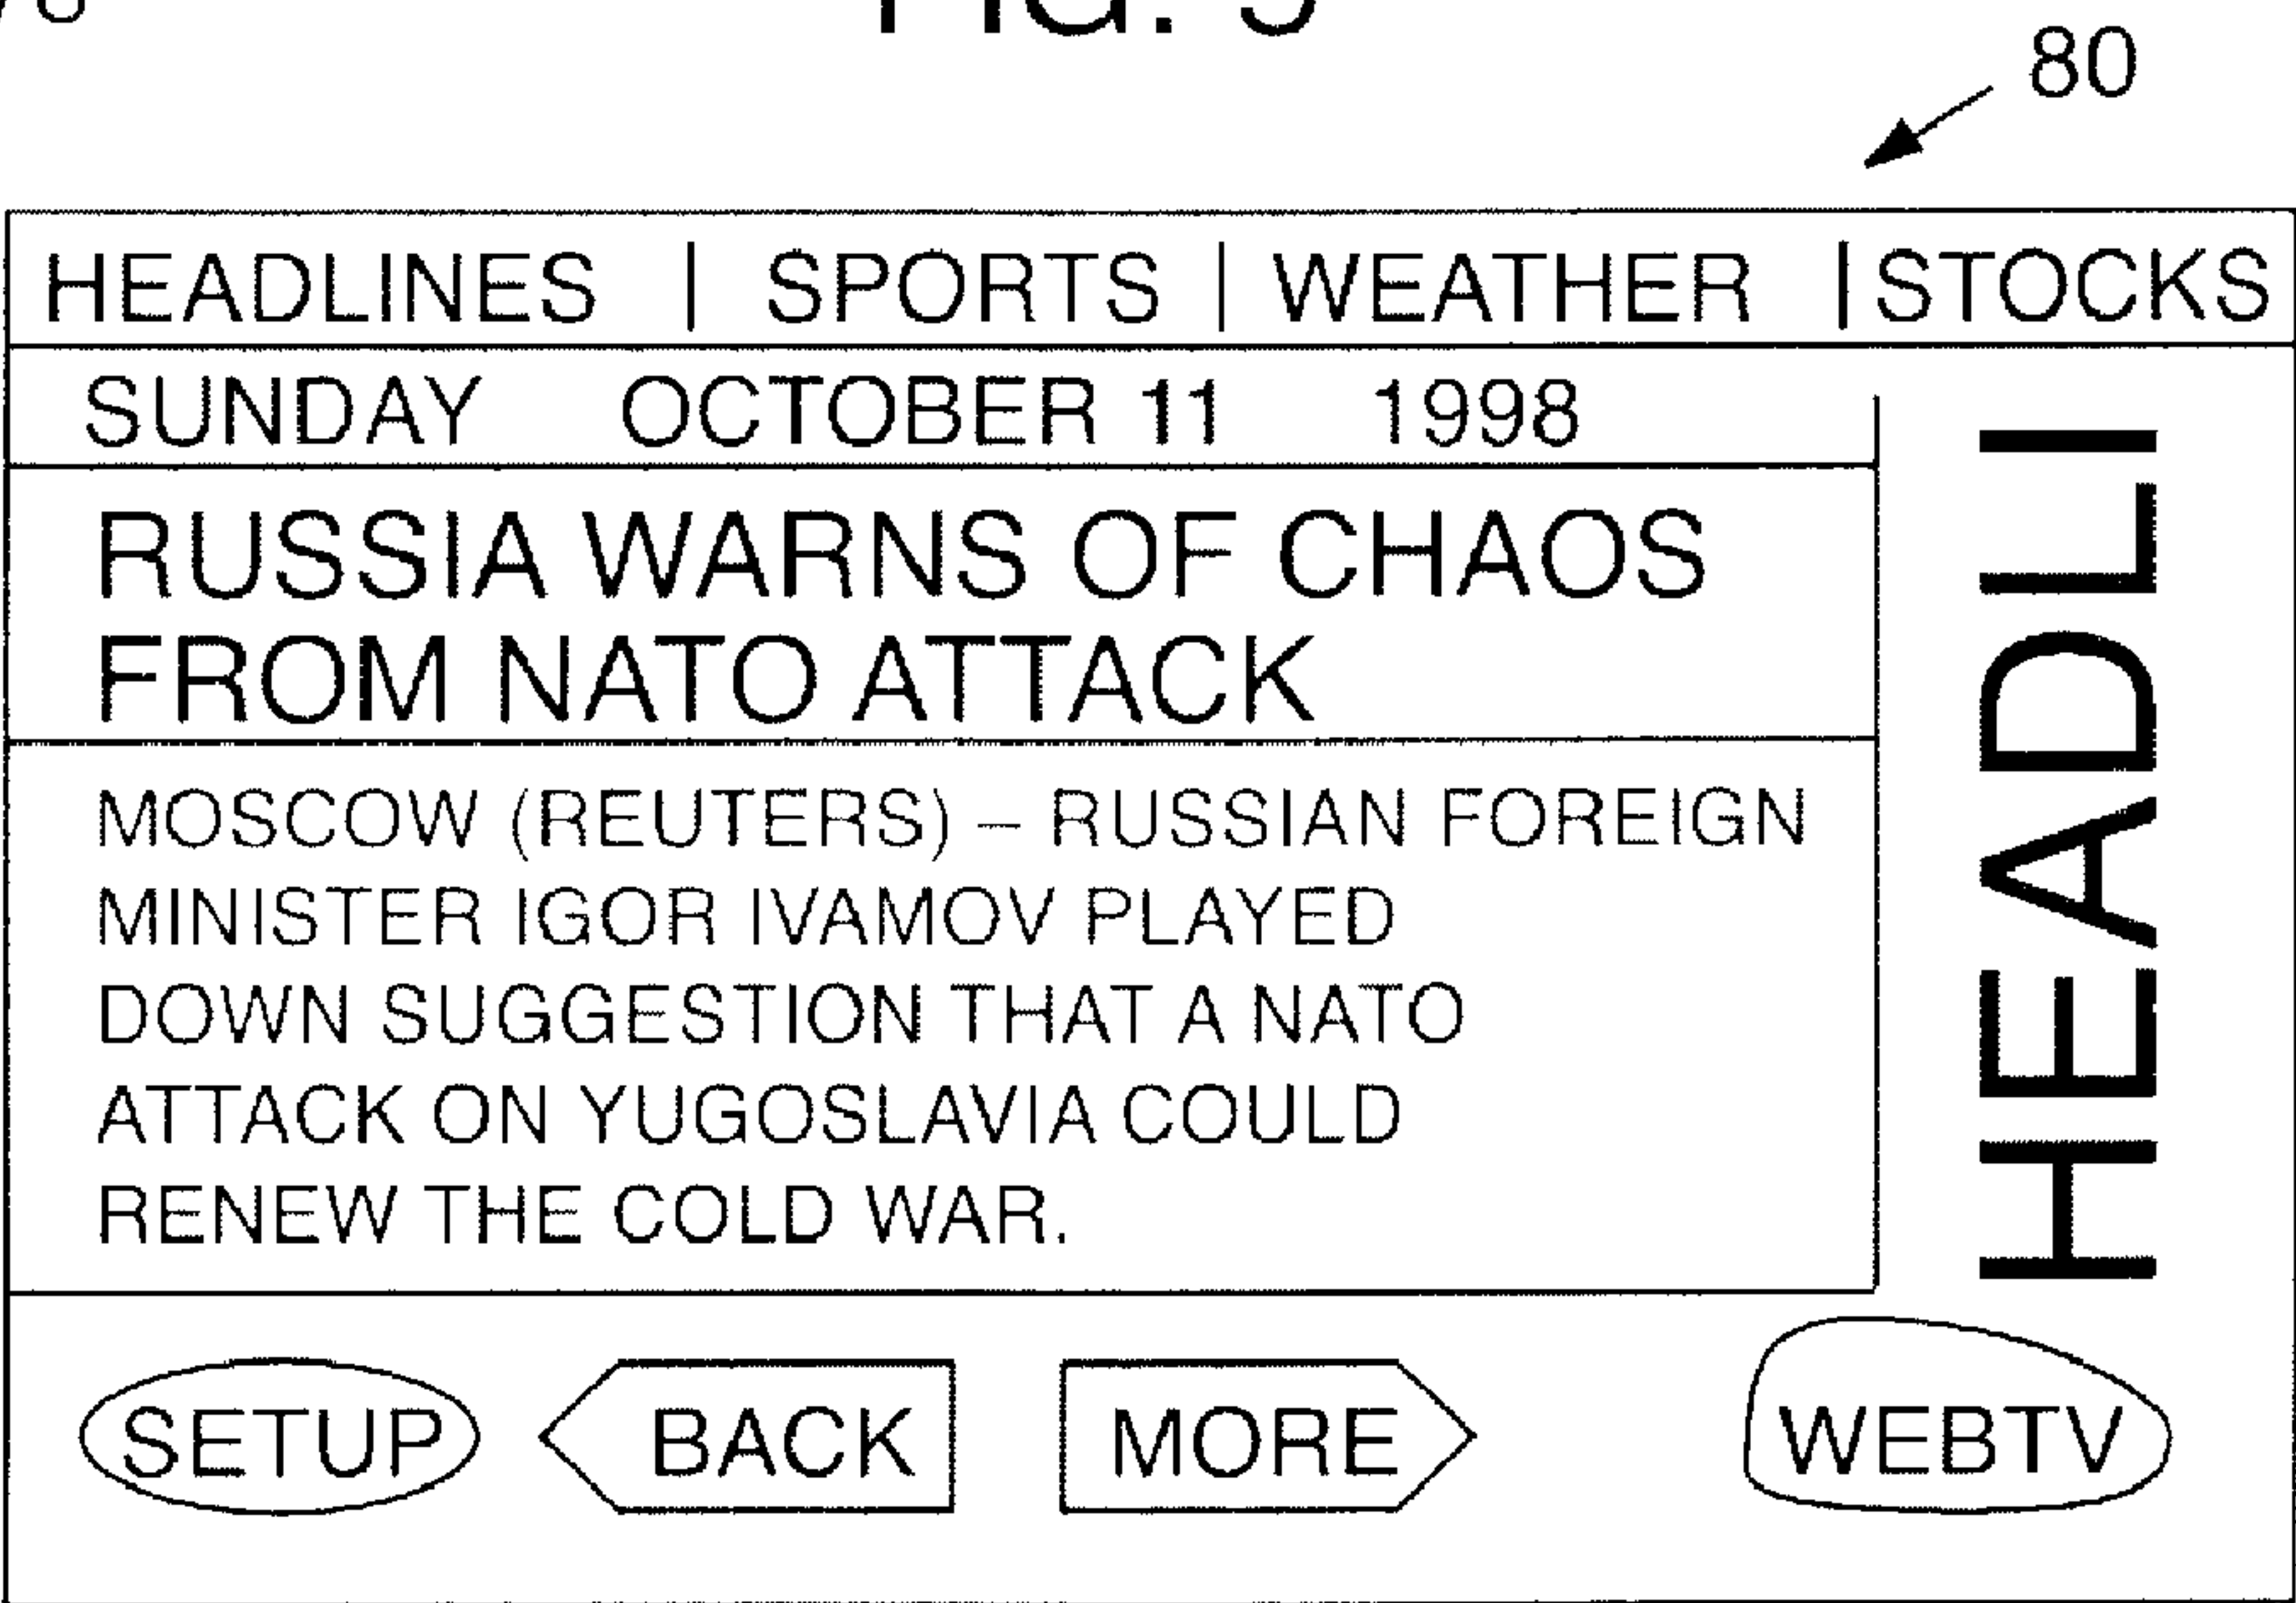 80
HEADLINES | SPORTS | WEATHER | STOCKS
SUNDAY OCTOBER 11 1998
RUSSIA WARNS OF CHAOS
FROM NATO ATTACK
MOSCOW (REUTERS) – RUSSIAN FOREIGN
MINISTER IGOR IVAMOV PLAYED
DOWN SUGGESTION THAT A NATO
ATTACK ON YUGOSLAVIA COULD
RENEW THE COLD WAR.
HEADLI
SETUP BACK MORE WEBTV